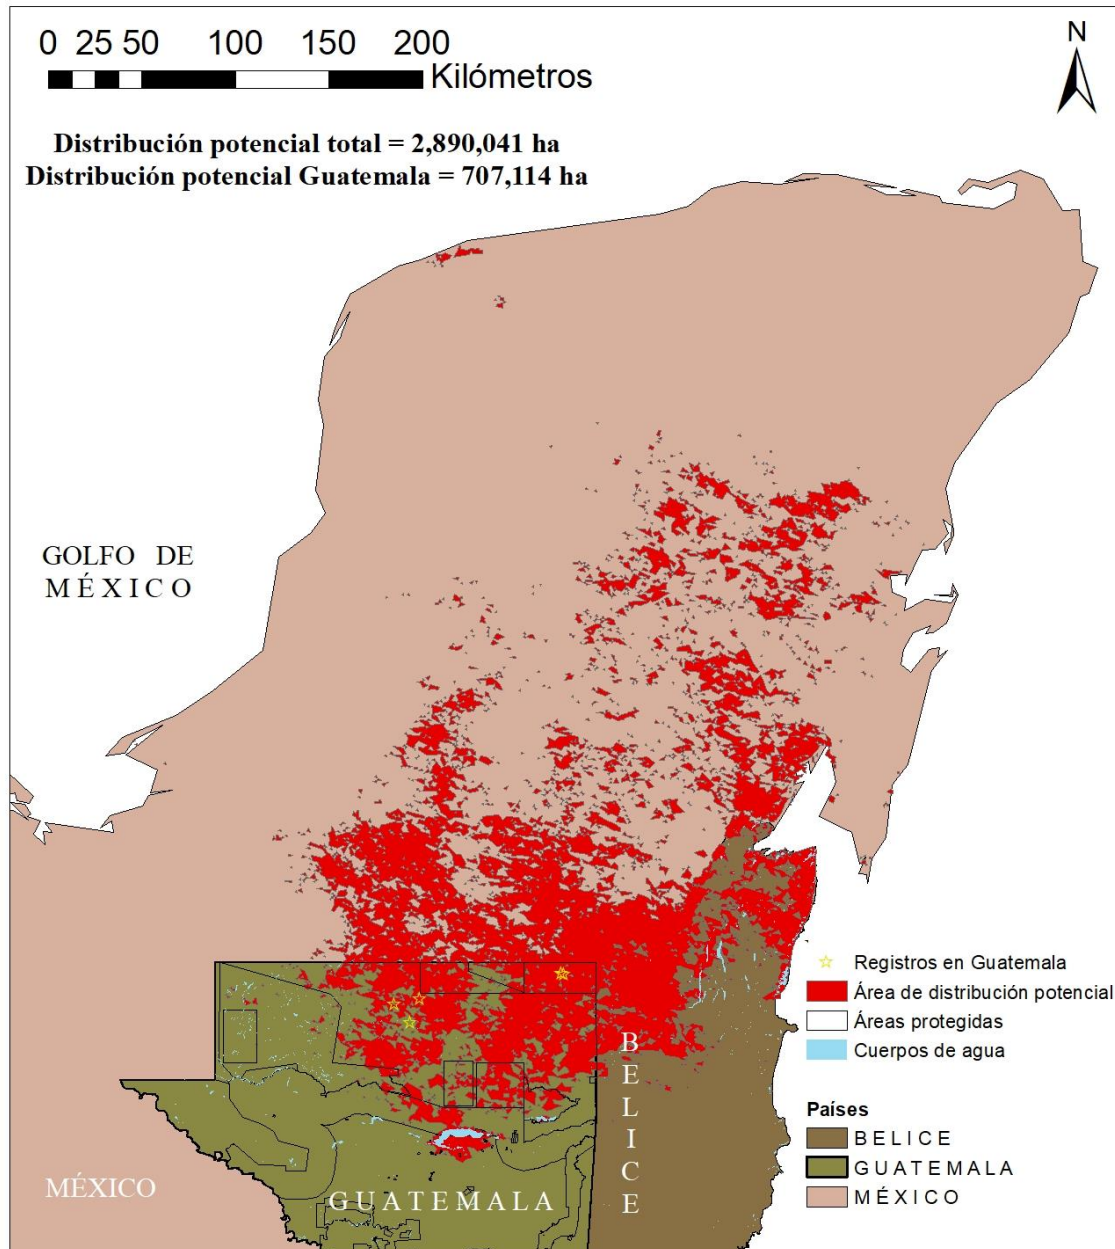 0 25 50 100 150 200
Kilómetros
N
Distribución potencial total = 2,890,041 ha
Distribución potencial Guatemala = 707,114 ha
GOLFO DE
MÉXICO
Registros en Guatemala
Área de distribución potencial
Áreas protegidas
Cuerpos de agua
BELICE
Países
BELICE
GUATEMALA
MÉXICO
MÉXICO
GUATEMALA